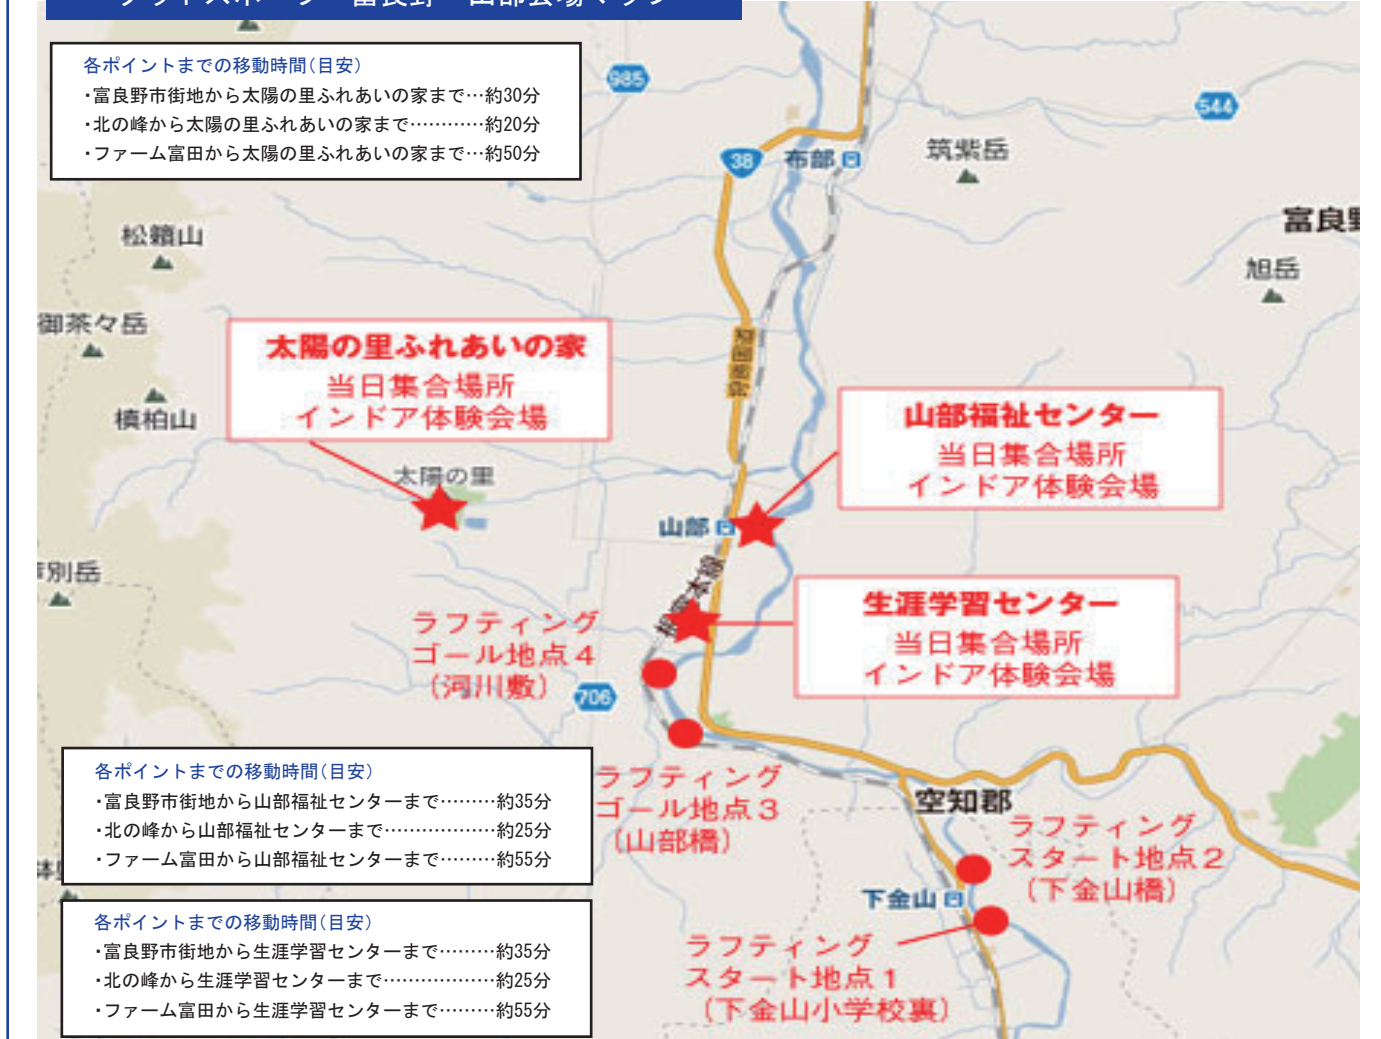 富良野
山部会場マップ
各ポイントまでの移動時間(目安)
・富良野市街地から太陽の里ふれあいの家まで…約30分
・北の峰から太陽の里ふれあいの家まで…………約20分
・ファーム富田から太陽の里ふれあいの家まで…約50分
985
544
38
布部
筑紫岳
富良野
松籟山
旭岳
御茶々岳
槙柏山
太陽の里ふれあいの家
当日集合場所
インドア体験会場
太陽の里
山部福祉センター
当日集合場所
インドア体験会場
山部
別岳
生涯学習センター
当日集合場所
インドア体験会場
ラフティング
ゴール地点4
(河川敷)
706
ラフティング
ゴール地点3
(山部橋)
空知郡
ラフティング
スタート地点2
(下金山橋)
下金山
ラフティング
スタート地点1
(下金山小学校裏)
各ポイントまでの移動時間(目安)
・富良野市街地から山部福祉センターまで………約35分
・北の峰から山部福祉センターまで………………約25分
・ファーム富田から山部福祉センターまで………約55分
各ポイントまでの移動時間(目安)
・富良野市街地から生涯学習センターまで………約35分
・北の峰から生涯学習センターまで………………約25分
・ファーム富田から生涯学習センターまで………約55分